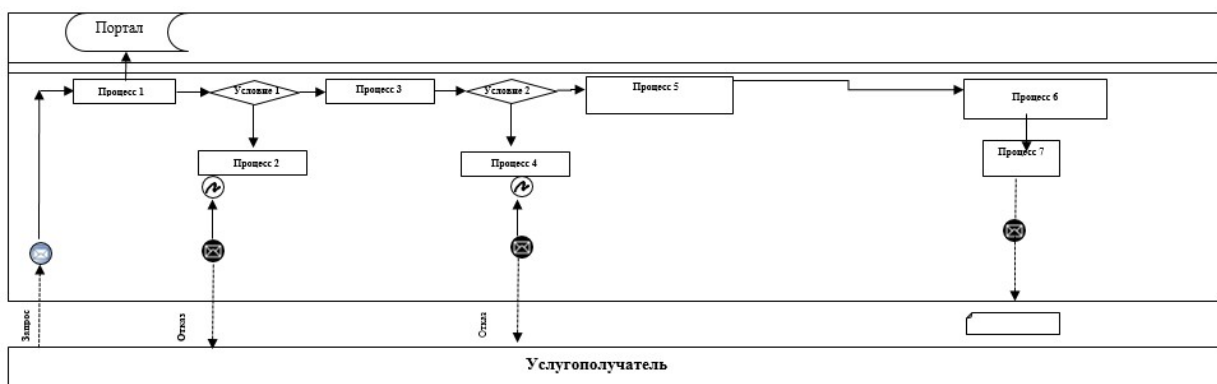 Портал
Процесс 1
Условие 1
Процесс 3
Условие 2
Процесс 5
Процесс 6
Процесс 2
Процесс 4
Процесс 7
Запрос
Отказ
Отказ
Услугополучатель